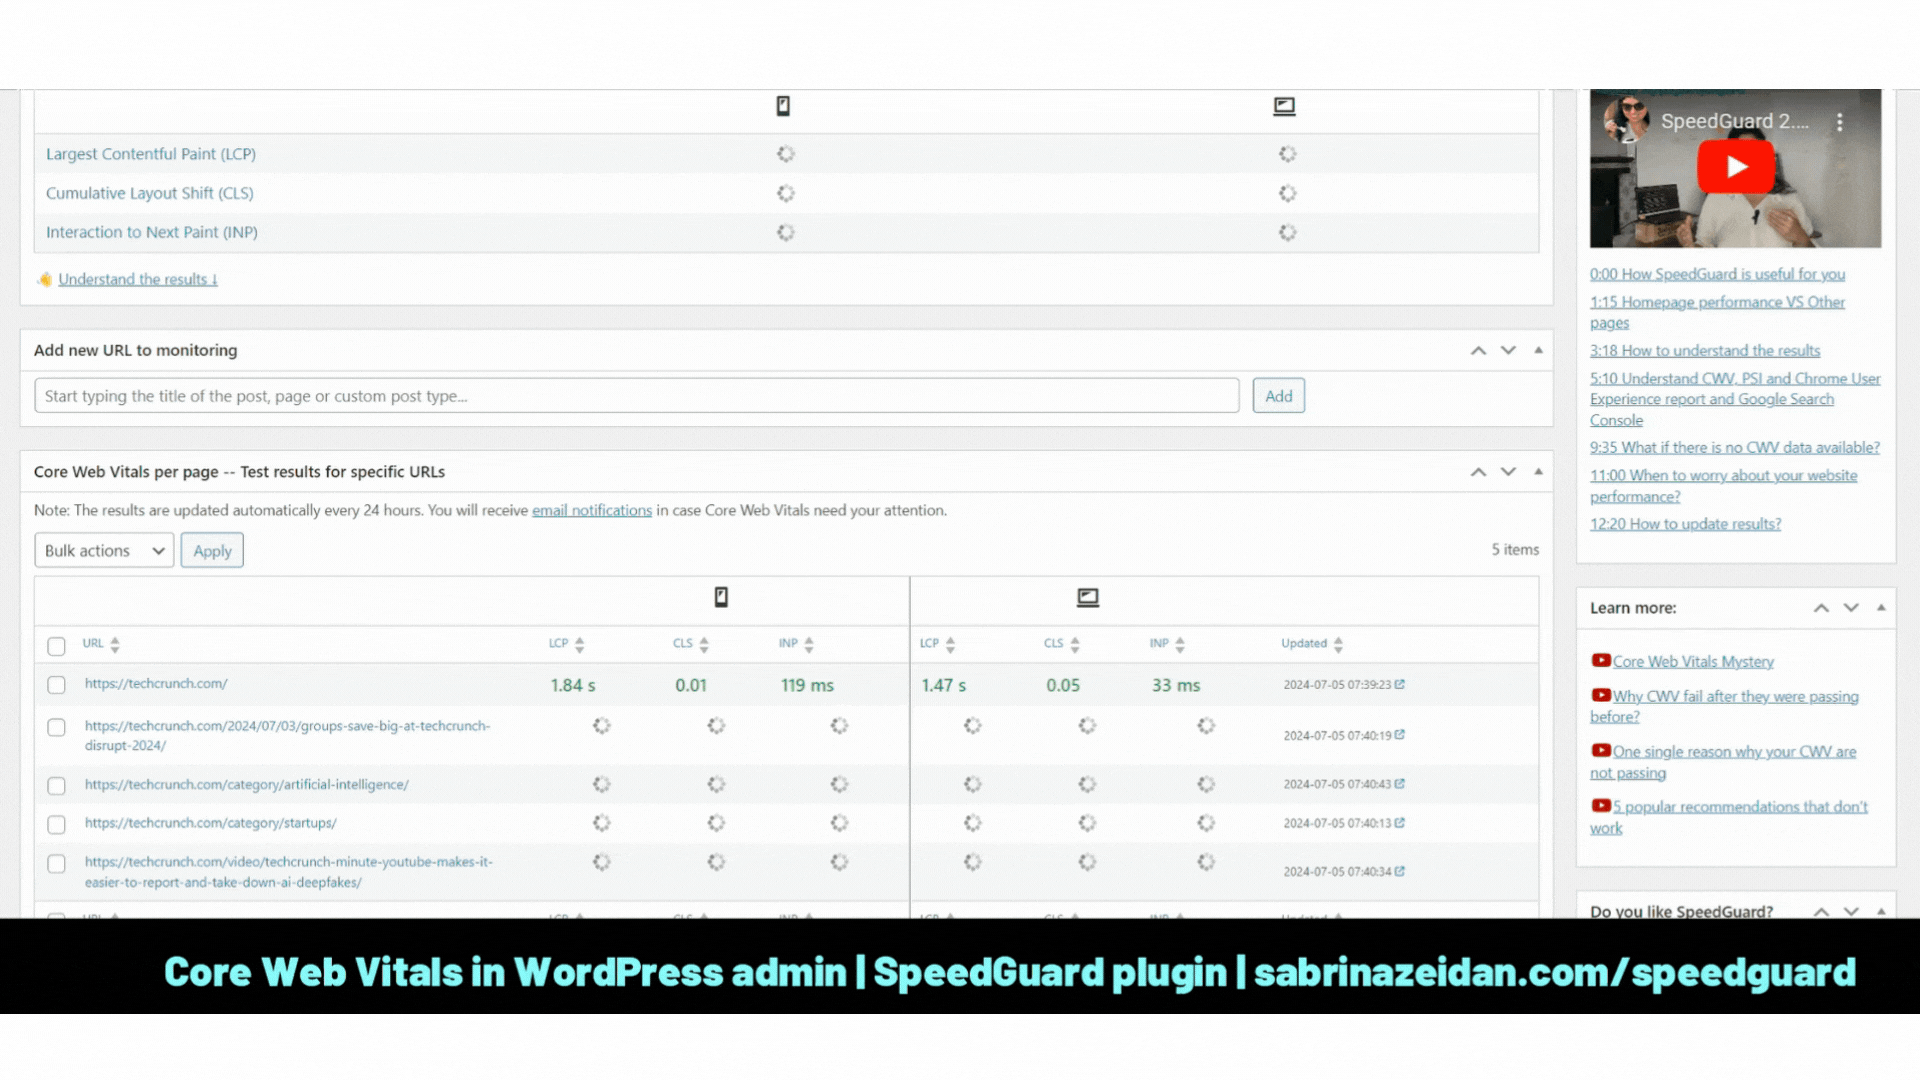 SpeedGuard 2....
Largest Contentful Paint (LCP)
Cumulative Layout Shift (CLS)
Interaction to Next Paint (INP)
Understand the results ↓
Add new URL to monitoring
Start typing the title of the post, page or custom post type...
Add
Core Web Vitals per page -- Test results for specific URLs
Note: The results are updated automatically every 24 hours. You will receive email notifications in case Core Web Vitals need your attention.
Bulk actions
Apply
5 items
URL LCP CLS INP LCP CLS INP Updated
https://techcrunch.com/ 1.84 s 0.01 119 ms 1.47 s 0.05 33 ms 2024-07-05 07:39:23
https://techcrunch.com/2024/07/03/groups-save-big-at-techcrunch-
disrupt-2024/
2024-07-05 07:40:19
https://techcrunch.com/category/artificial-intelligence/ 2024-07-05 07:40:43
https://techcrunch.com/category/startups/ 2024-07-05 07:40:13
https://techcrunch.com/video/techcrunch-minute-youtube-makes-it-
easier-to-report-and-take-down-ai-deepfakes/
2024-07-05 07:40:34
URL LCP CLS INP LCP CLS INP Updated
0:00 How SpeedGuard is useful for you
1:15 Homepage performance VS Other
pages
3:18 How to understand the results
5:10 Understand CWV, PSI and Chrome User
Experience report and Google Search
Console
9:35 What if there is no CWV data available?
11:00 When to worry about your website
performance?
12:20 How to update results?
Learn more:
Core Web Vitals Mystery
Why CWV fail after they were passing
before?
One single reason why your CWV are
not passing
5 popular recommendations that don't
work
Do you like SpeedGuard?
Core Web Vitals in WordPress admin | SpeedGuard plugin | sabrinazeidan.com/speedguard